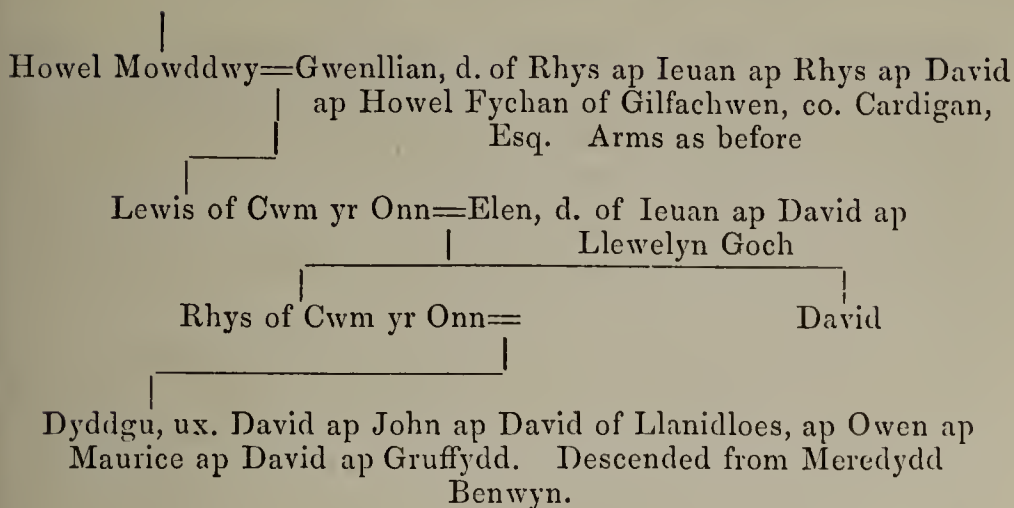 Howel Mowddwy=Gwenllian, d. of Rhys ap Ieuan ap Rhys ap David
ap Howel Fychan of Gilfachwen, co. Cardigan,
Esq. Arms as before
Lewis of Cwm yr Onn=Elen, d. of Ieuan ap David ap
Llewelyn Goch
Rhys of Cwm yr Onn= David
Dyddgu, ux. David ap John ap David of Llanidloes, ap Owen ap
Maurice ap David ap Gruffydd. Descended from Meredydd
Benwyn.